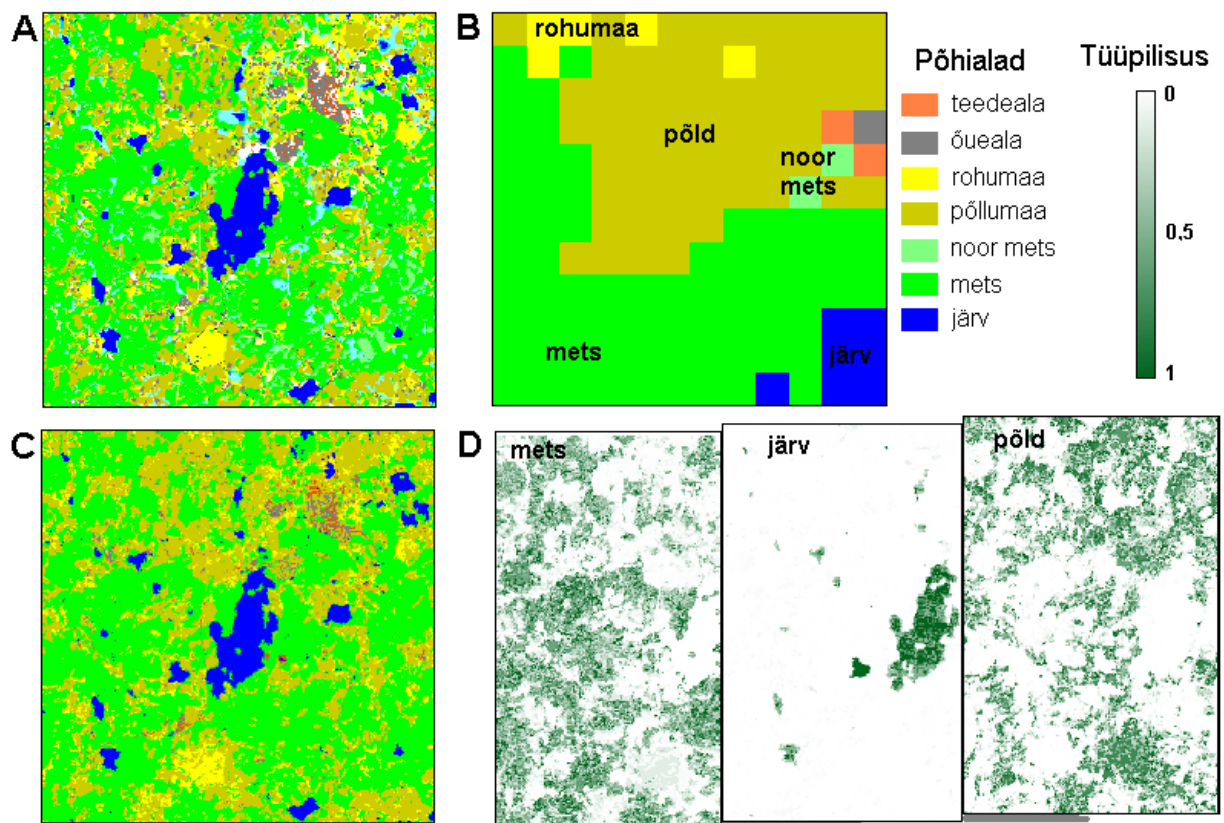 A
B
rohumaa
põld
noor
mets
mets
järv
Põhialad
teedeala
õueala
rohumaa
põllumaa
noor mets
mets
järv
Tüüpilisus
0
0,5
1
C
D
mets
järv
põld